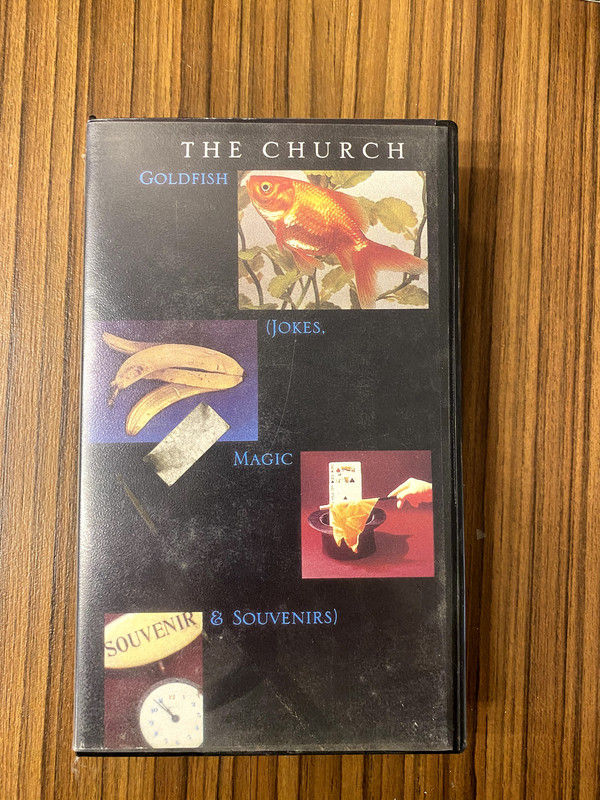 THE CHURCH
GOLDFISH
(JOKES,
MAGIC
& SOUVENIRS)
SOUVENIR